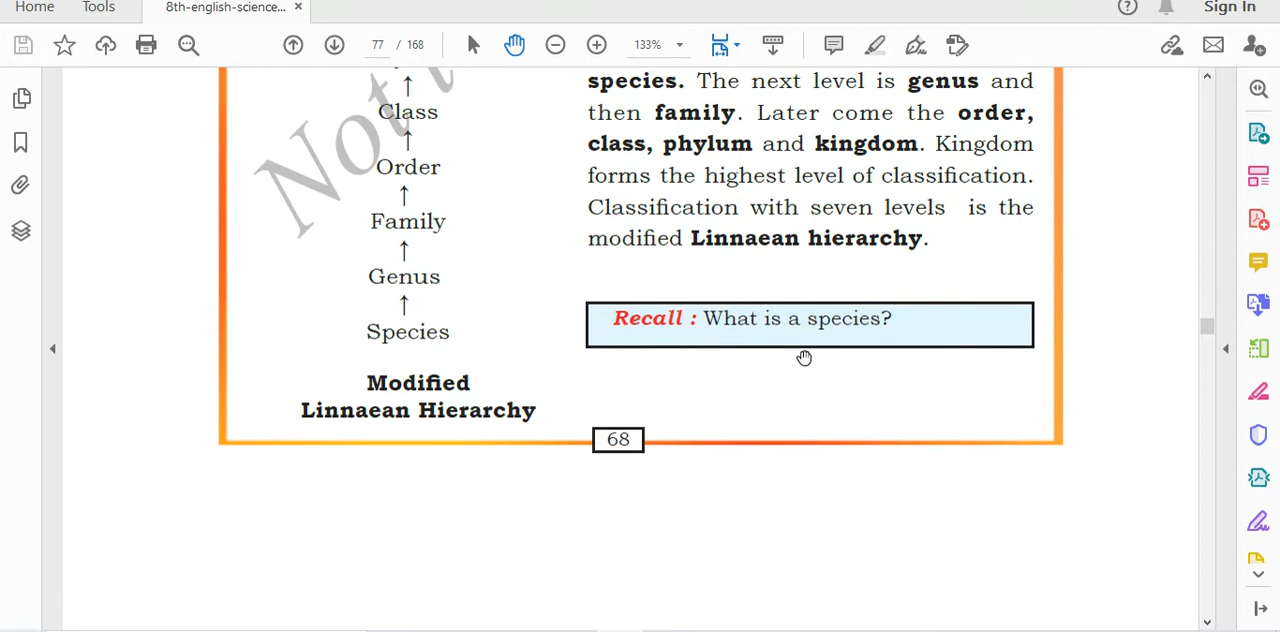 Home Tools 8th-english-science... × Sign In
77 / 168 133%
species. The next level is genus and
then family. Later come the order,
class, phylum and kingdom. Kingdom
forms the highest level of classification.
Classification with seven levels is the
modified Linnaean hierarchy.
Recall : What is a species?
Class
Order
Family
Genus
Species
Modified
Linnaean Hierarchy
68
Not